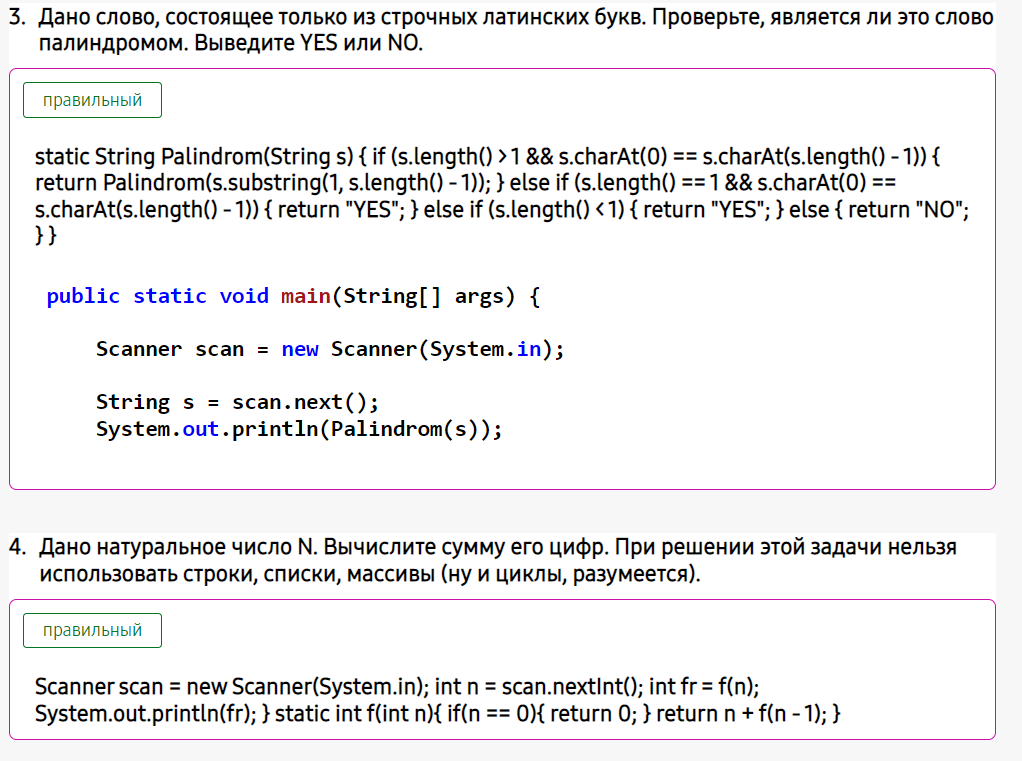 3. Дано слово, состоящее только из строчных латинских букв. Проверьте, является ли это слово
палиндромом. Выведите YES или NO.
правильный
static String Palindrom(String s) { if (s.length() > 1 && s.charAt(0) == s.charAt(s.length() - 1)) {
return Palindrom(s.substring(1, s.length() - 1)); } else if (s.length() == 1 && s.charAt(0) ==
s.charAt(s.length() - 1)) { return "YES"; } else if (s.length() < 1) { return "YES"; } else { return "NO";
} }
public static void main(String[] args) {
Scanner scan = new Scanner(System.in);
String s = scan.next();
System.out.println(Palindrom(s));
4. Дано натуральное число N. Вычислите сумму его цифр. При решении этой задачи нельзя
использовать строки, списки, массивы (ну и циклы, разумеется).
правильный
Scanner scan = new Scanner(System.in); int n = scan.nextInt(); int fr = f(n);
System.out.println(fr); } static int f(int n){ if(n == 0){ return 0; } return n + f(n - 1); }